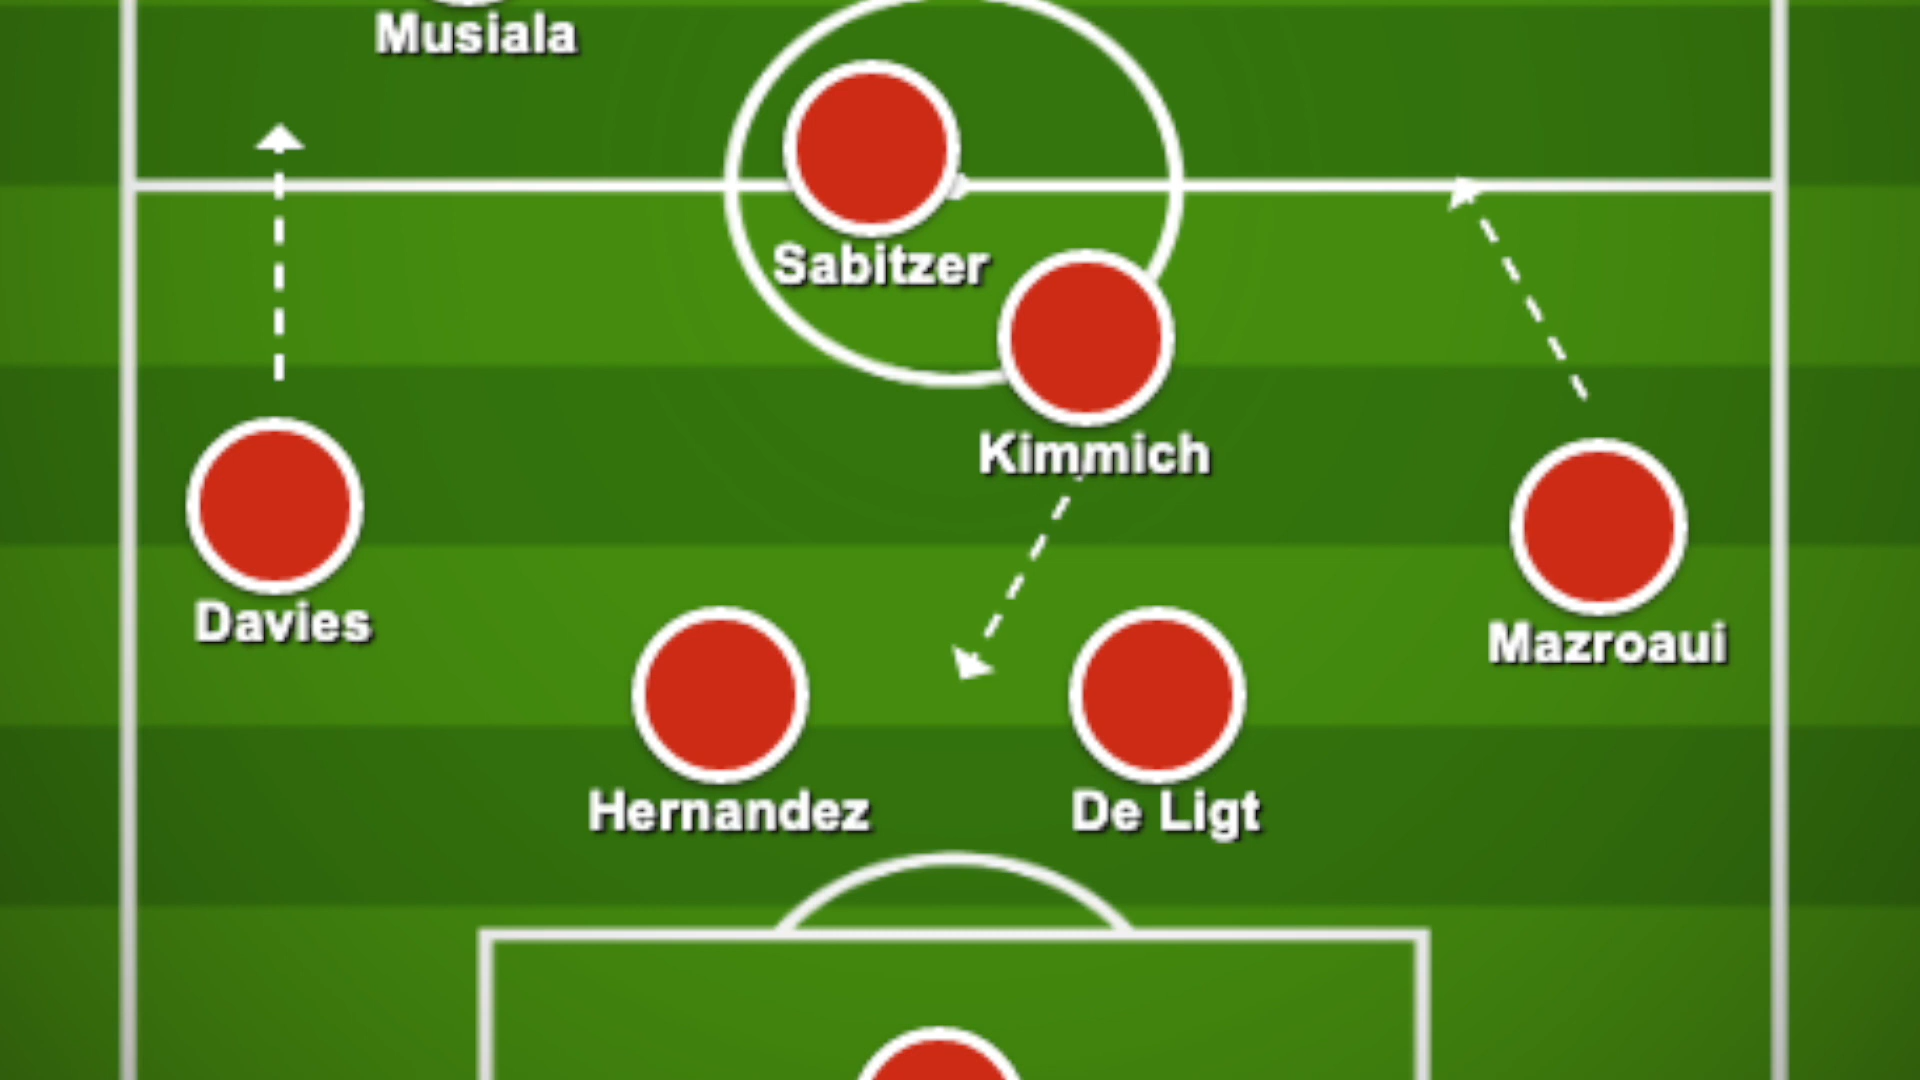 Musiala
Sabitzer
Kimmich
Davies
Mazroaui
Hernandez
De Ligt